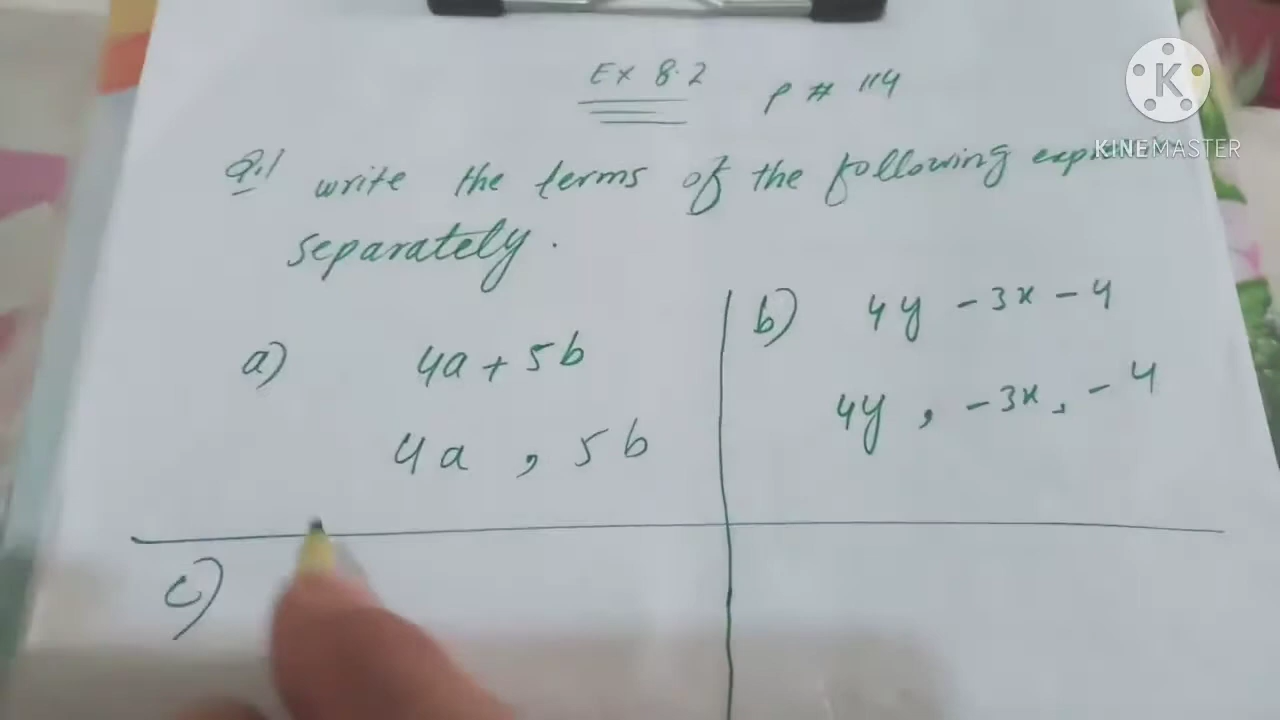 Ex 8.2 P # 114
K
KINEMASTER
Q.1 write the terms of the following
separately.
a) 4a + 5b
4a , 5b
b) 4y - 3x - 4
4y , - 3x , - 4
c)